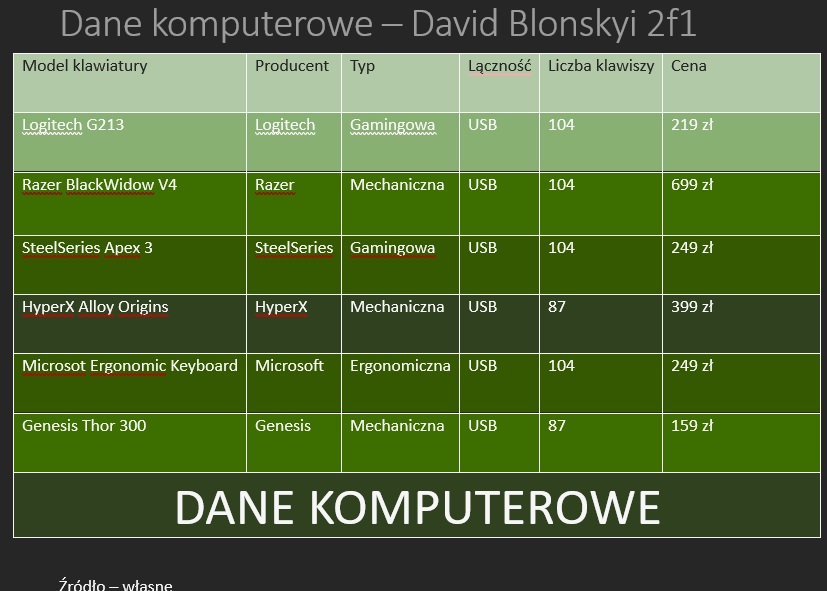 Dane komputerowe – David Blonskyi 2f1
Model klawiatury Producent Typ Lączność Liczba klawiszy Cena
Logitech G213 Logitech Gamingowa USB 104 219 zł
Razer BlackWidow V4 Razer Mechaniczna USB 104 699 zł
SteelSeries Apex 3 SteelSeries Gamingowa USB 104 249 zł
HyperX Alloy Origins HyperX Mechaniczna USB 87 399 zł
Microsot Ergonomic Keyboard Microsoft Ergonomiczna USB 104 249 zł
Genesis Thor 300 Genesis Mechaniczna USB 87 159 zł
DANE KOMPUTEROWE
Źródło – własne